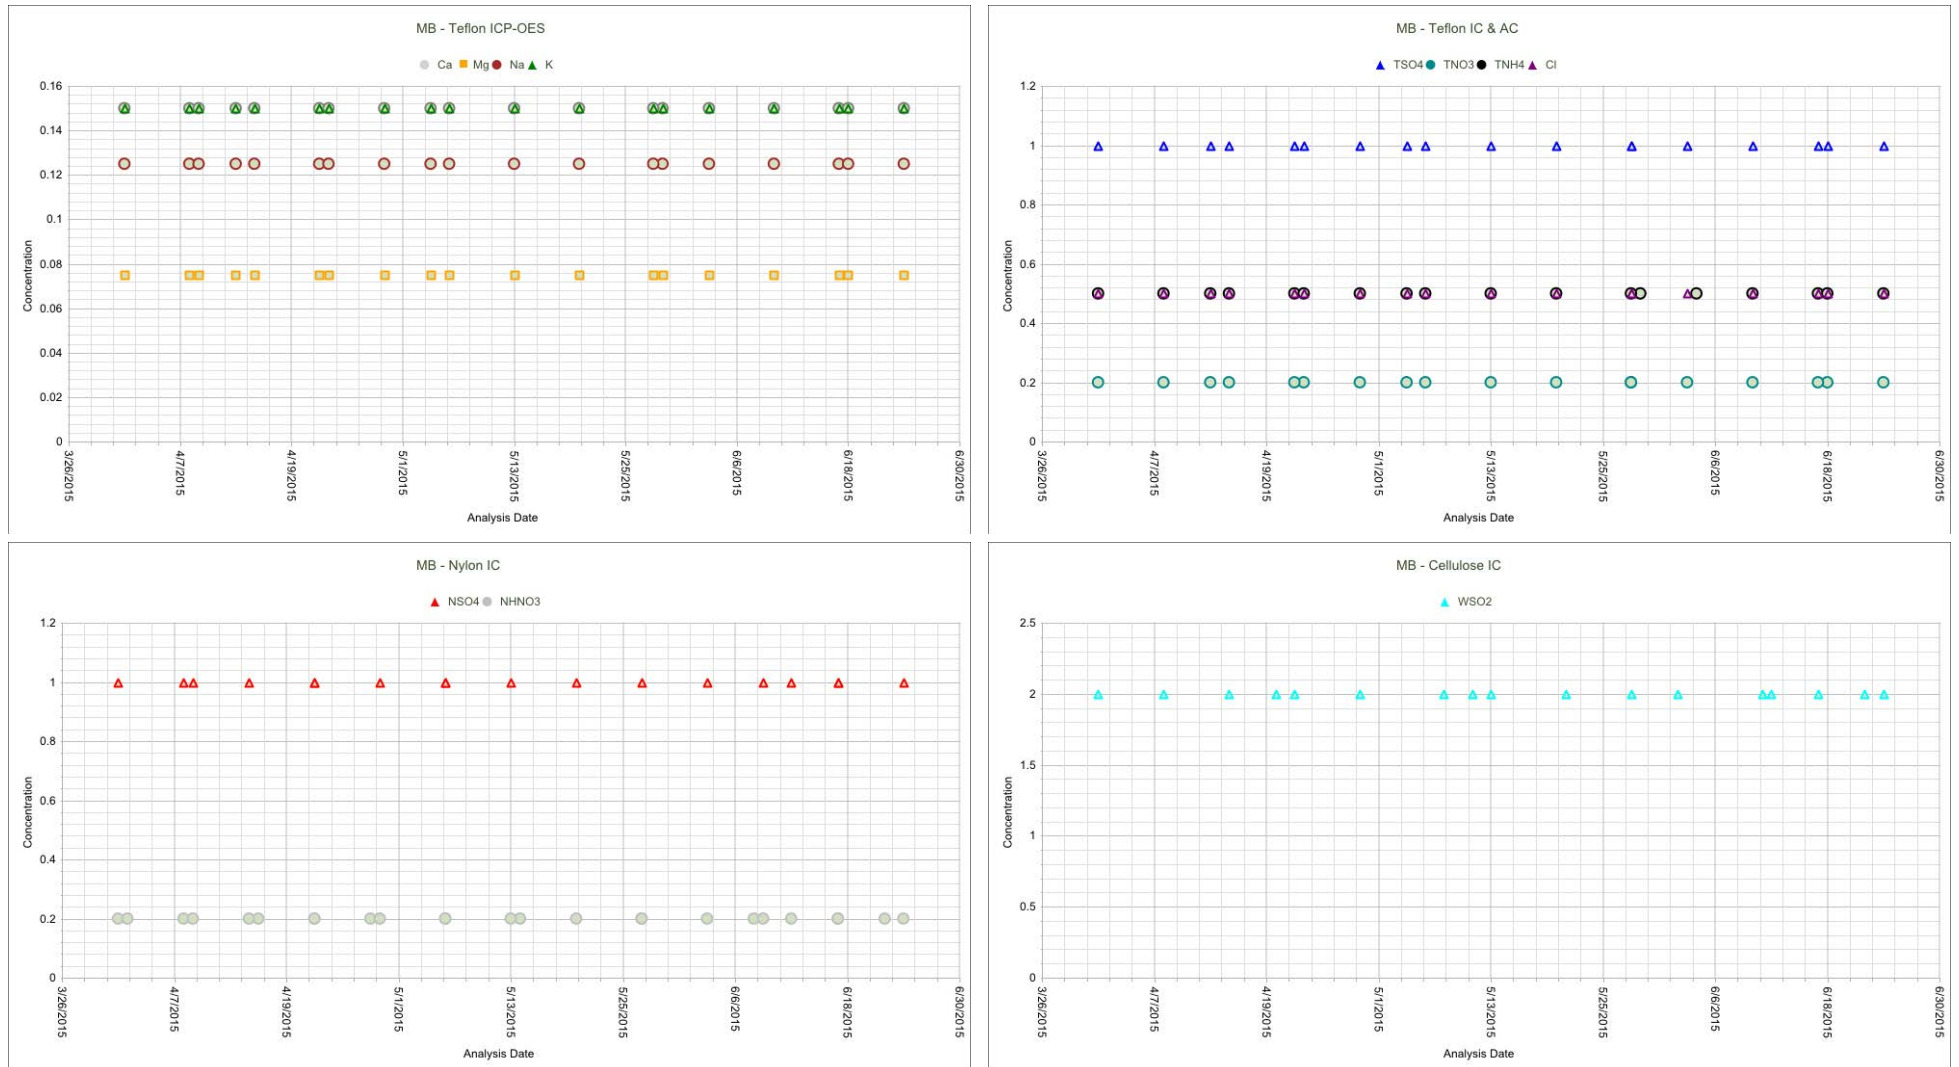 MB - Teflon ICP-OES
Ca Mg Na K
0.16
0.14
0.12
0.1
0.08
0.06
0.04
0.02
0
Concentration
3/26/2015 4/7/2015 4/19/2015 5/1/2015 5/13/2015 5/25/2015 6/6/2015 6/18/2015 6/30/2015
Analysis Date
MB - Teflon IC & AC
TSO4 TNO3 TNH4 Cl
1.2
1
0.8
0.6
0.4
0.2
0
Concentration
3/26/2015 4/7/2015 4/19/2015 5/1/2015 5/13/2015 5/25/2015 6/6/2015 6/18/2015 6/30/2015
Analysis Date
MB - Nylon IC
NSO4 NHNO3
1.2
1
0.8
0.6
0.4
0.2
0
Concentration
3/26/2015 4/7/2015 4/19/2015 5/1/2015 5/13/2015 5/25/2015 6/6/2015 6/18/2015 6/30/2015
Analysis Date
MB - Cellulose IC
WSO2
2.5
2
1.5
1
0.5
0
Concentration
3/26/2015 4/7/2015 4/19/2015 5/1/2015 5/13/2015 5/25/2015 6/6/2015 6/18/2015 6/30/2015
Analysis Date